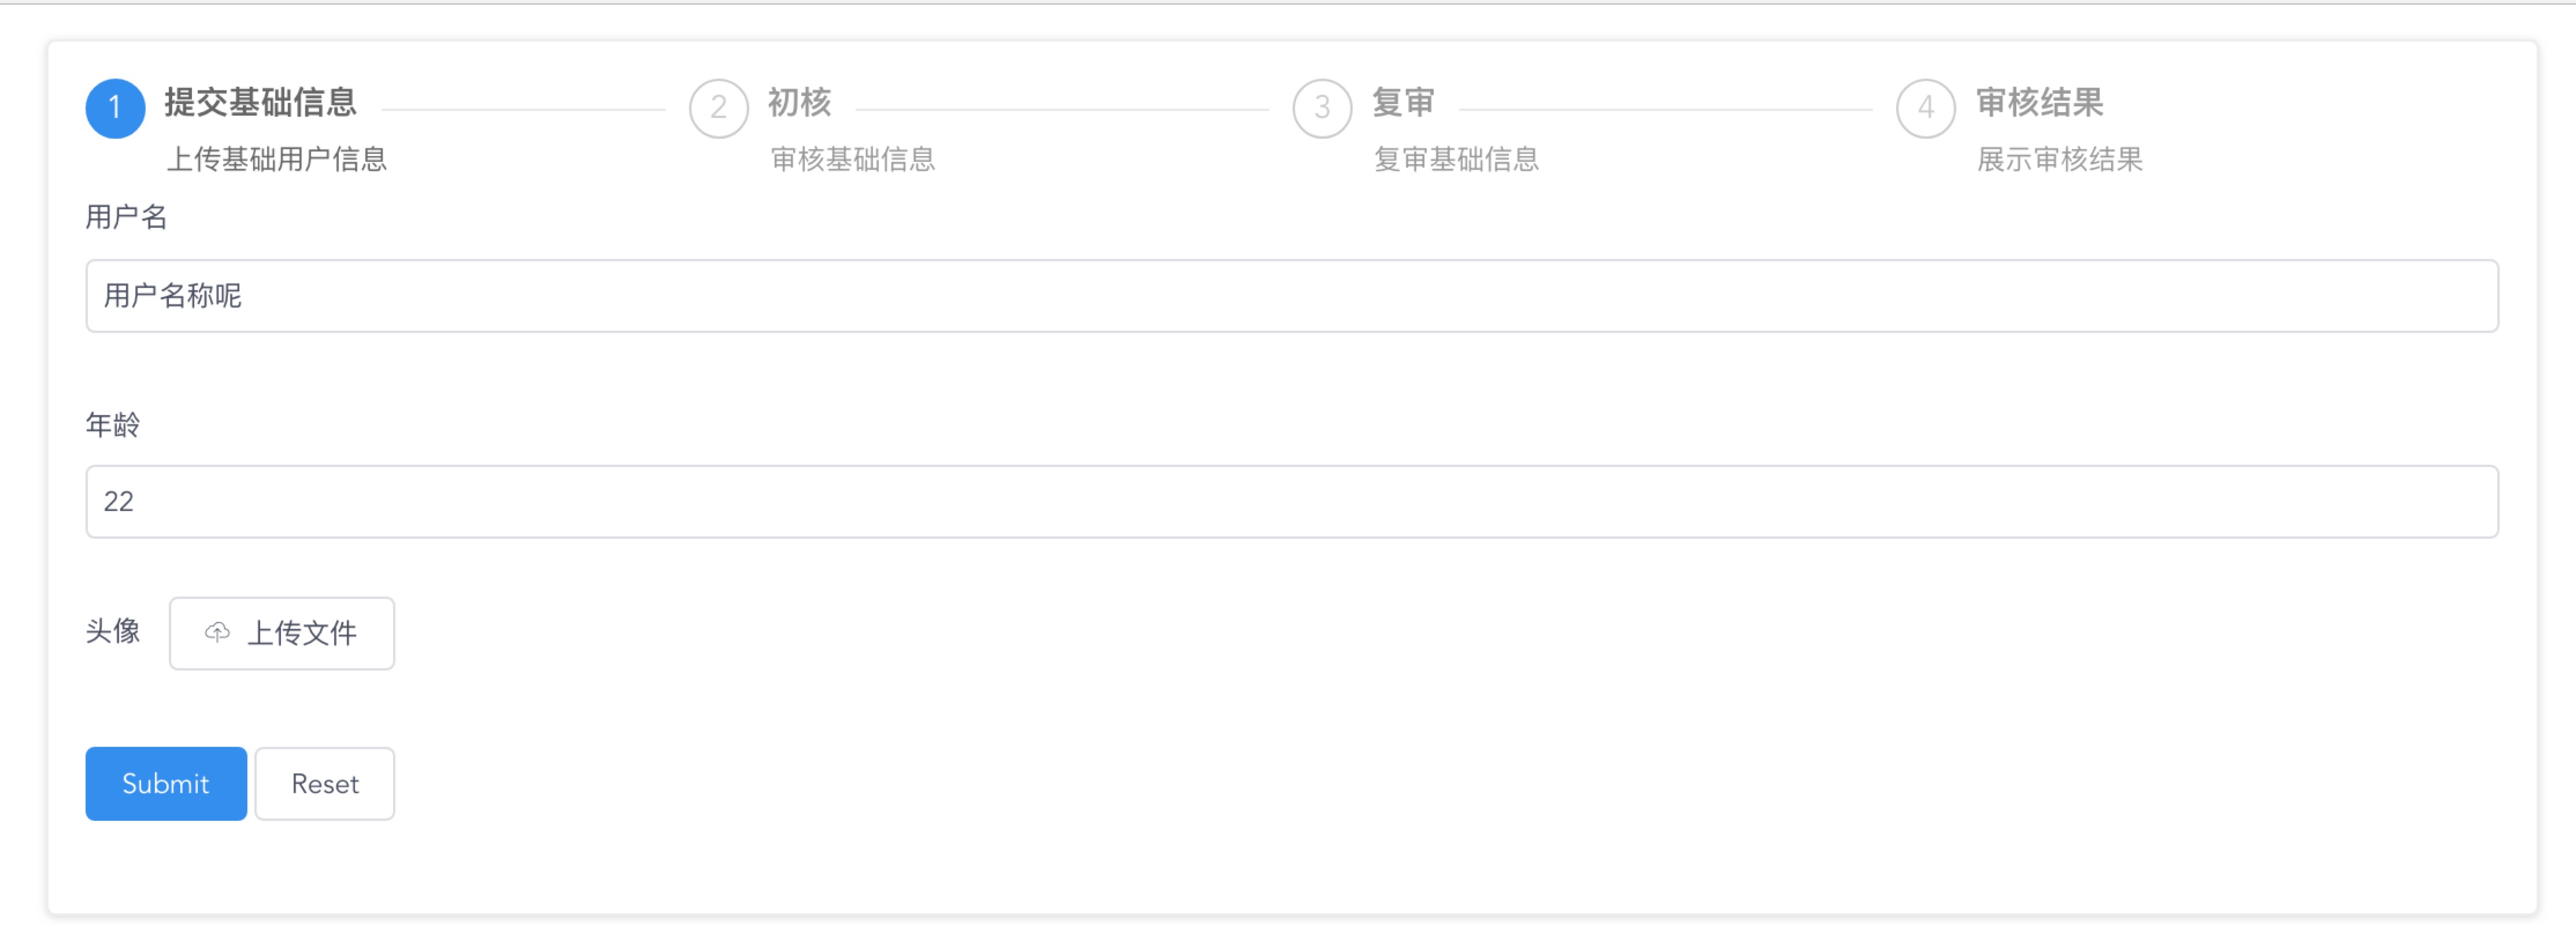 1 提交基础信息 2 初核 3 复审 4 审核结果
上传基础用户信息 审核基础信息 复审基础信息 展示审核结果
用户名
用户名称呢
年龄
22
头像 上传文件
Submit Reset